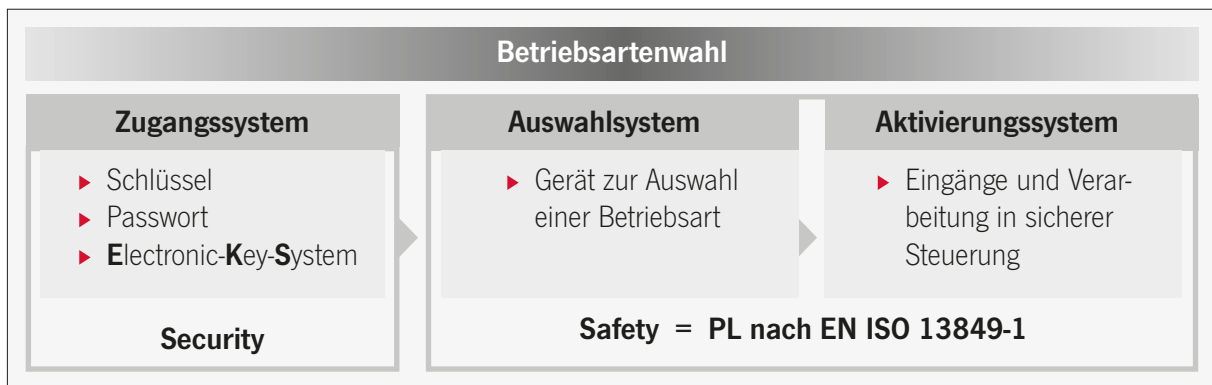 Betriebsartenwahl
Zugangssystem
Schlüssel
Passwort
Electronic-Key-System
Security
Auswahlsystem
Gerät zur Auswahl
einer Betriebsart
Aktivierungssystem
Eingänge und Verar-
beitung in sicherer
Steuerung
Safety = PL nach EN ISO 13849-1